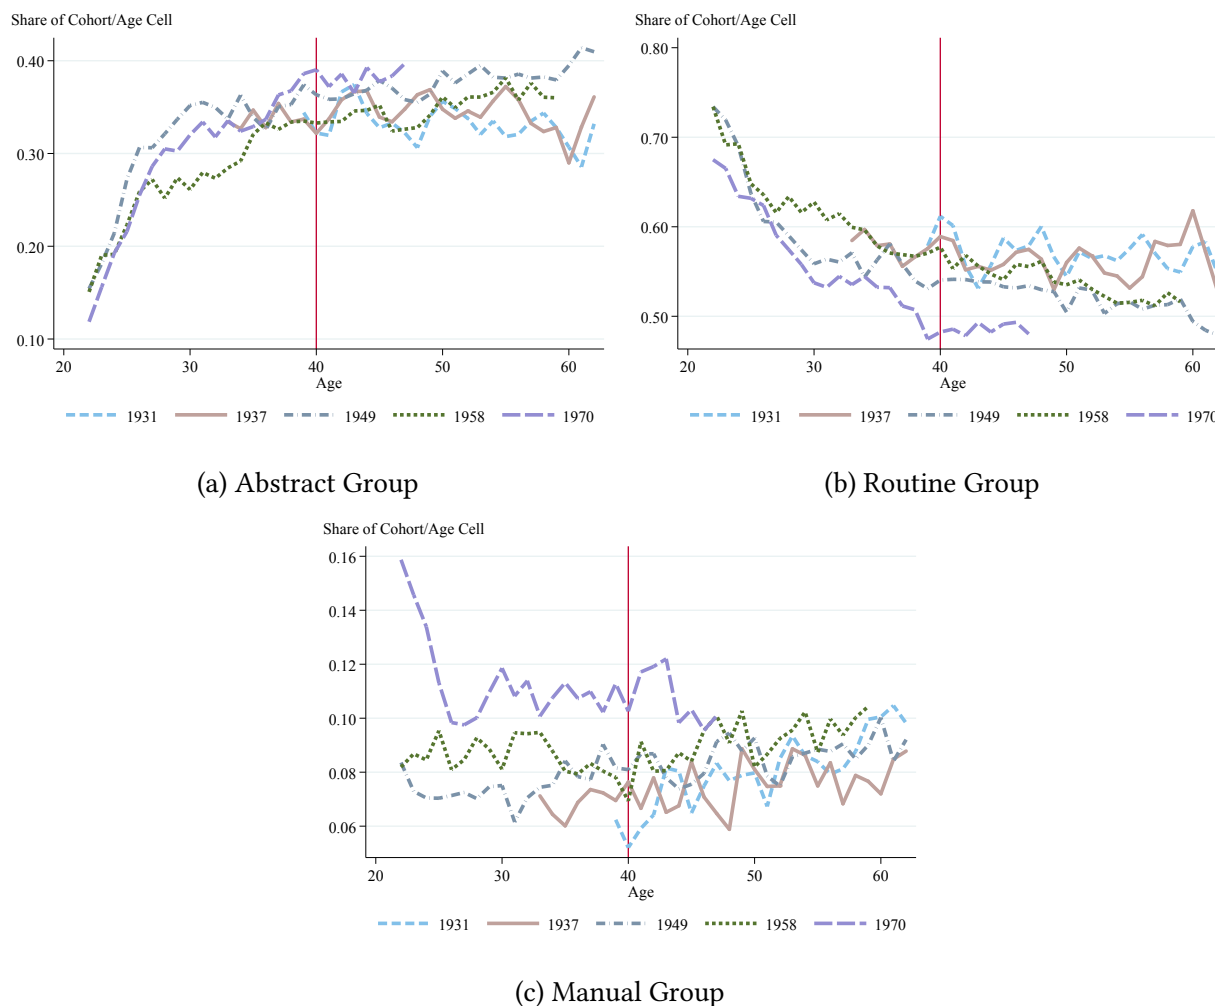 Share of Cohort/Age Cell
0.40
0.30
0.20
0.10
20 30 40 50 60
Age
1931 1937 1949 1958 1970
(a) Abstract Group
Share of Cohort/Age Cell
0.80
0.70
0.60
0.50
20 30 40 50 60
Age
1931 1937 1949 1958 1970
(b) Routine Group
Share of Cohort/Age Cell
0.16
0.14
0.12
0.10
0.08
0.06
20 30 40 50 60
Age
1931 1937 1949 1958 1970
(c) Manual Group